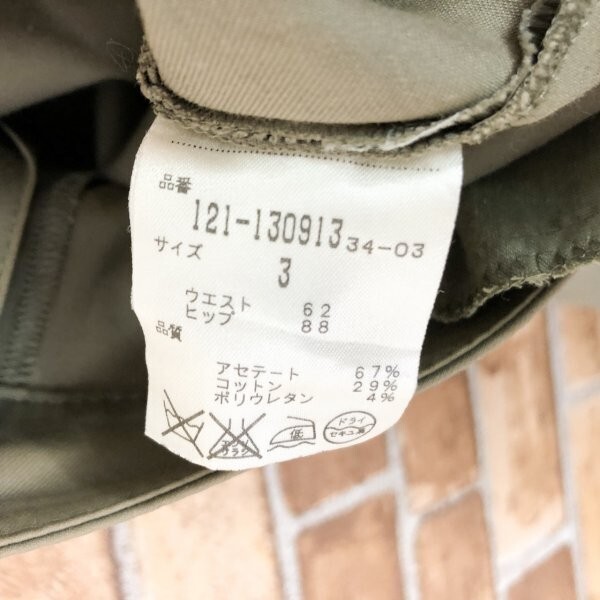 品番
121-130913 34-03
サイズ
3
ウエスト 62
ヒップ 88
品質
アセテート 67%
コットン 29%
ポリウレタン 4%
低 ドライ
セキユ系